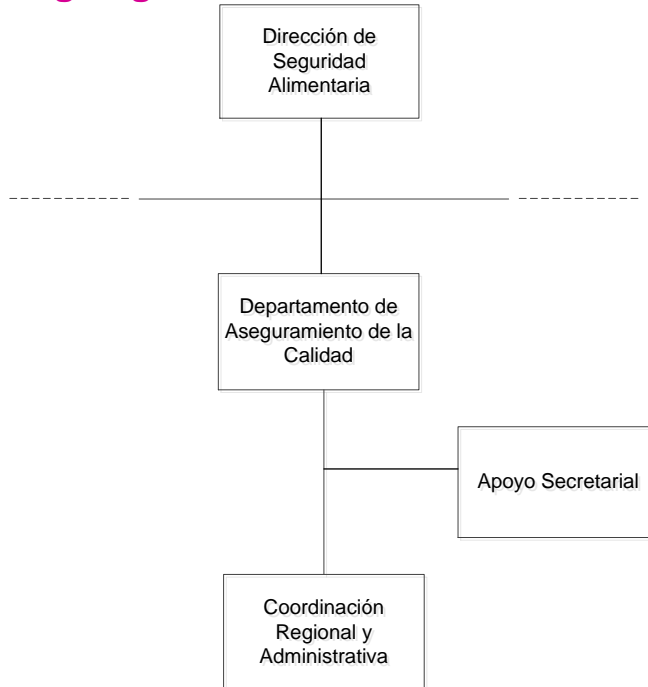 Dirección de
Seguridad
Alimentaria
Departamento de
Aseguramiento de la
Calidad
Apoyo Secretarial
Coordinación
Regional y
Administrativa